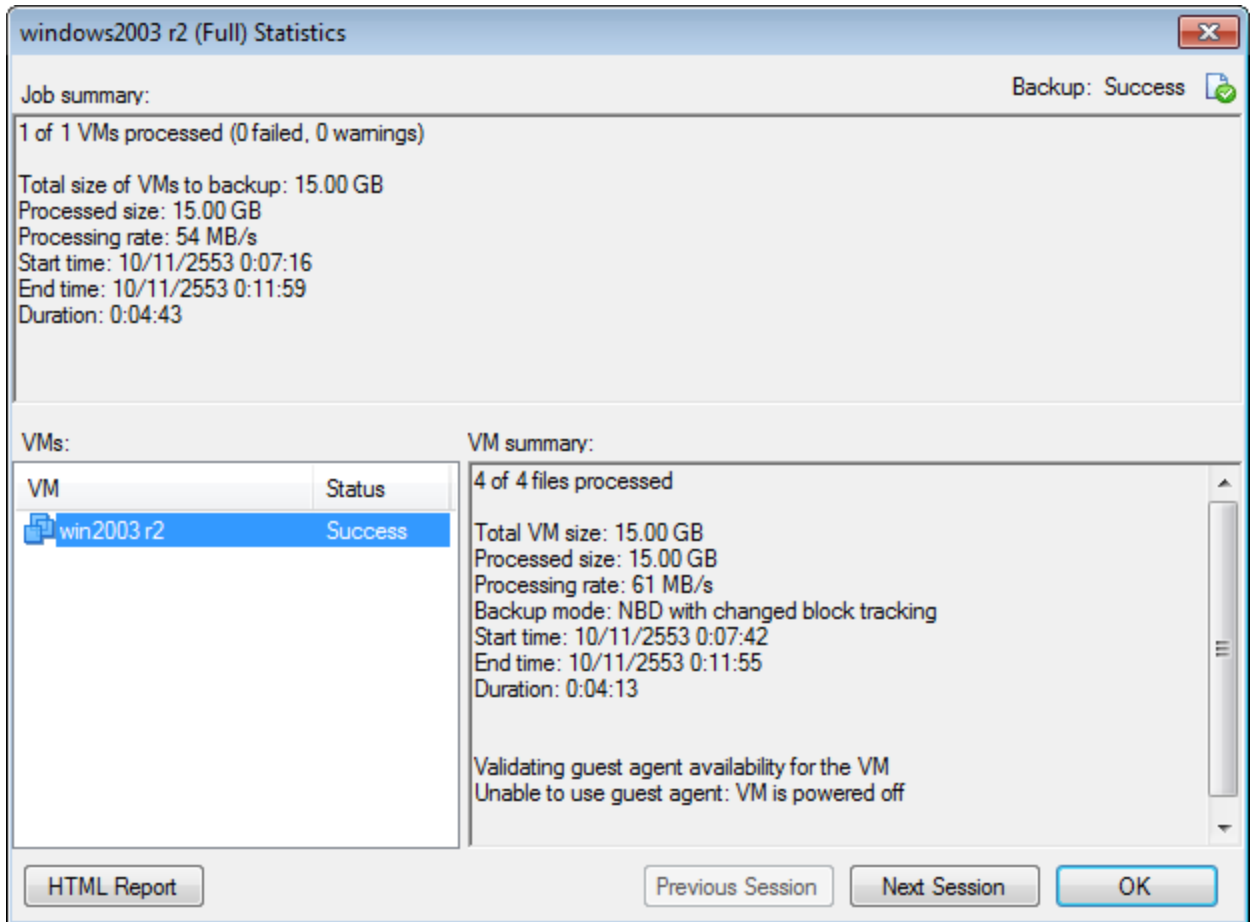 windows2003 r2 (Full) Statistics
Job summary:
Backup: Success
1 of 1 VMs processed (0 failed, 0 warnings)
Total size of VMs to backup: 15.00 GB
Processed size: 15.00 GB
Processing rate: 54 MB/s
Start time: 10/11/2553 0:07:16
End time: 10/11/2553 0:11:59
Duration: 0:04:43
VMs:
VM Status
win2003 r2 Success
VM summary:
4 of 4 files processed
Total VM size: 15.00 GB
Processed size: 15.00 GB
Processing rate: 61 MB/s
Backup mode: NBD with changed block tracking
Start time: 10/11/2553 0:07:42
End time: 10/11/2553 0:11:55
Duration: 0:04:13
Validating guest agent availability for the VM
Unable to use guest agent: VM is powered off
HTML Report
Previous Session
Next Session
OK